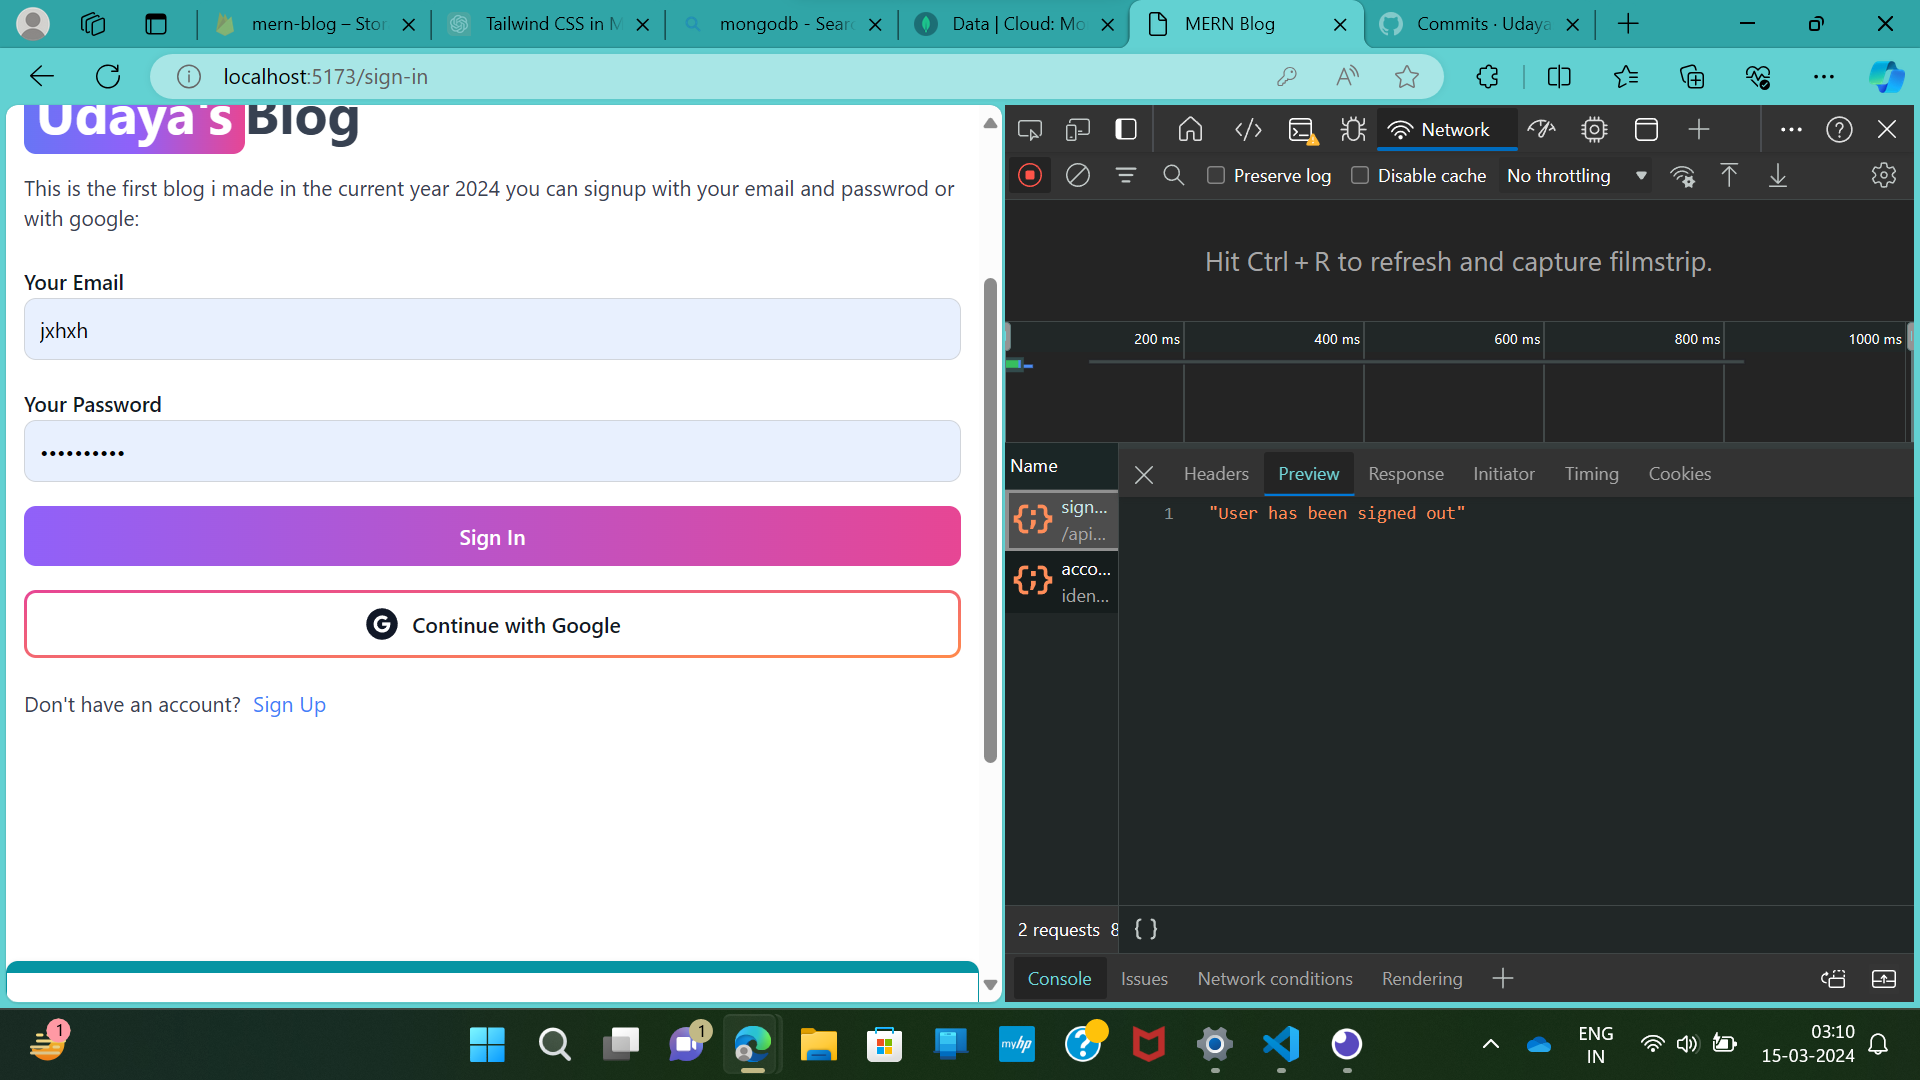 mern-blog – Stor
Tailwind CSS in M
mongodb - Searc
Data | Cloud: Mo
MERN Blog
Commits · Udaya
localhost:5173/sign-in
Udaya's Blog
This is the first blog i made in the current year 2024 you can signup with your email and passwrod or
with google:
Your Email
jxhxh
Your Password
••••••••••
Sign In
Continue with Google
Don't have an account? Sign Up
Network
Preserve log
Disable cache
No throttling
Hit Ctrl + R to refresh and capture filmstrip.
200 ms
400 ms
600 ms
800 ms
1000 ms
Name
Headers
Preview
Response
Initiator
Timing
Cookies
sign...
/api...
acco...
iden...
1 "User has been signed out"
2 requests 8
{ }
Console
Issues
Network conditions
Rendering
1
1
myhp
ENG
IN
03:10
15-03-2024